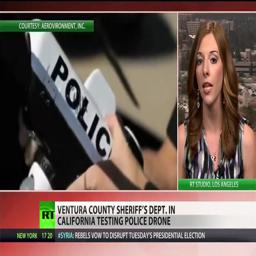 COURTESY: AEROVIRONMENT, INC.
POLIC
RT STUDIO, LOS ANGELES
RT
VENTURA COUNTY SHERIFF'S DEPT. IN
CALIFORNIA TESTING POLICE DRONE
NEW YORK 17:20 #SYRIA: REBELS VOW TO DISRUPT TUESDAY'S PRESIDENTIAL ELECTION